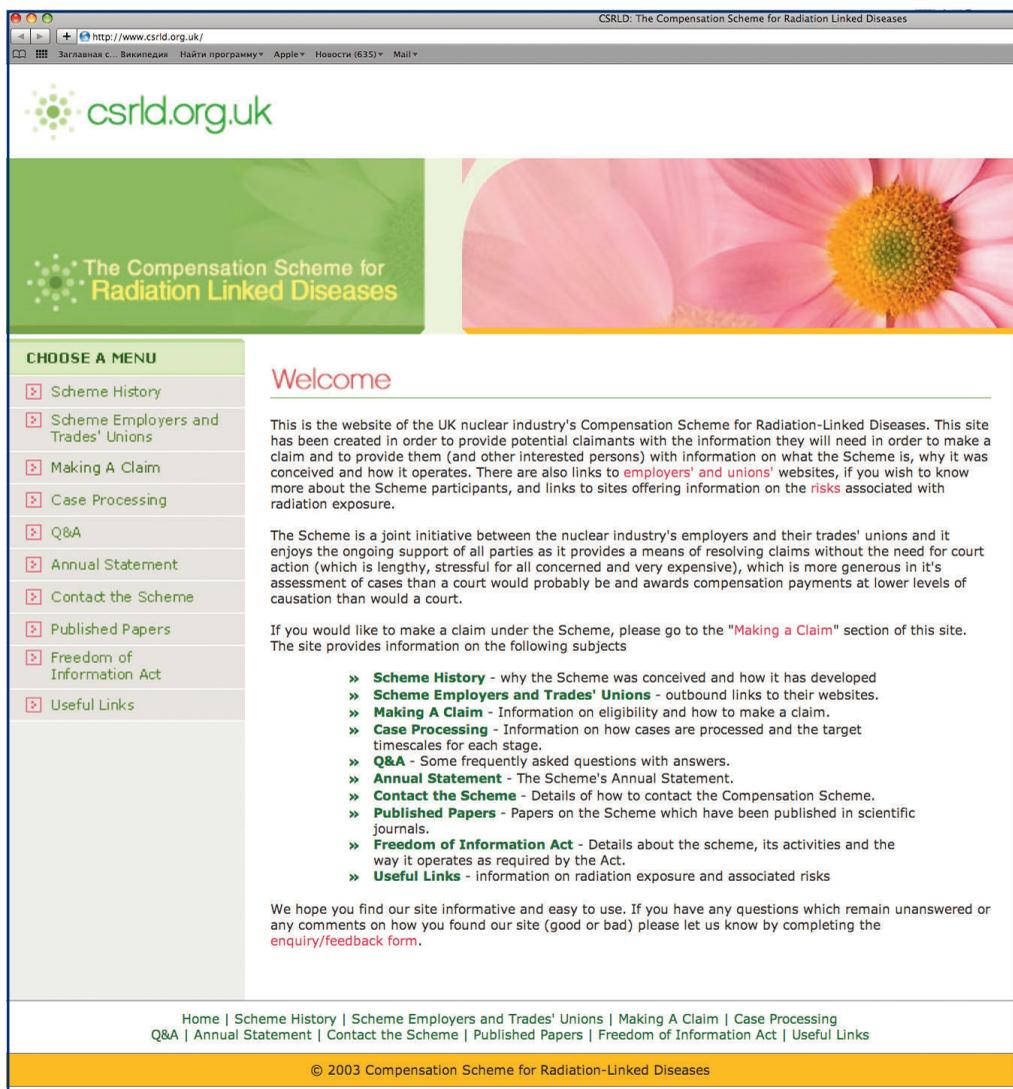 CSRLD: The Compensation Scheme for Radiation Linked Diseases
http://www.csrld.org.uk/
Заглавная с... Википедия Найти программу Apple Новости (635) Mail
csrld.org.uk
The Compensation Scheme for
Radiation Linked Diseases
CHOOSE A MENU
Scheme History
Scheme Employers and
Trades' Unions
Making A Claim
Case Processing
Q&A
Annual Statement
Contact the Scheme
Published Papers
Freedom of
Information Act
Useful Links
Welcome
This is the website of the UK nuclear industry's Compensation Scheme for Radiation-Linked Diseases. This site
has been created in order to provide potential claimants with the information they will need in order to make a
claim and to provide them (and other interested persons) with information on what the Scheme is, why it was
conceived and how it operates. There are also links to employers' and unions' websites, if you wish to know
more about the Scheme participants, and links to sites offering information on the risks associated with
radiation exposure.
The Scheme is a joint initiative between the nuclear industry's employers and their trades' unions and it
enjoys the ongoing support of all parties as it provides a means of resolving claims without the need for court
action (which is lengthy, stressful for all concerned and very expensive), which is more generous in it's
assessment of cases than a court would probably be and awards compensation payments at lower levels of
causation than would a court.
If you would like to make a claim under the Scheme, please go to the "Making a Claim" section of this site.
The site provides information on the following subjects
» Scheme History - why the Scheme was conceived and how it has developed
» Scheme Employers and Trades' Unions - outbound links to their websites.
» Making A Claim - Information on eligibility and how to make a claim.
» Case Processing - Information on how cases are processed and the target
timescales for each stage.
» Q&A - Some frequently asked questions with answers.
» Annual Statement - The Scheme's Annual Statement.
» Contact the Scheme - Details of how to contact the Compensation Scheme.
» Published Papers - Papers on the Scheme which have been published in scientific
journals.
» Freedom of Information Act - Details about the scheme, its activities and the
way it operates as required by the Act.
» Useful Links - information on radiation exposure and associated risks
We hope you find our site informative and easy to use. If you have any questions which remain unanswered or
any comments on how you found our site (good or bad) please let us know by completing the
enquiry/feedback form.
Home | Scheme History | Scheme Employers and Trades' Unions | Making A Claim | Case Processing
Q&A | Annual Statement | Contact the Scheme | Published Papers | Freedom of Information Act | Useful Links
© 2003 Compensation Scheme for Radiation-Linked Diseases